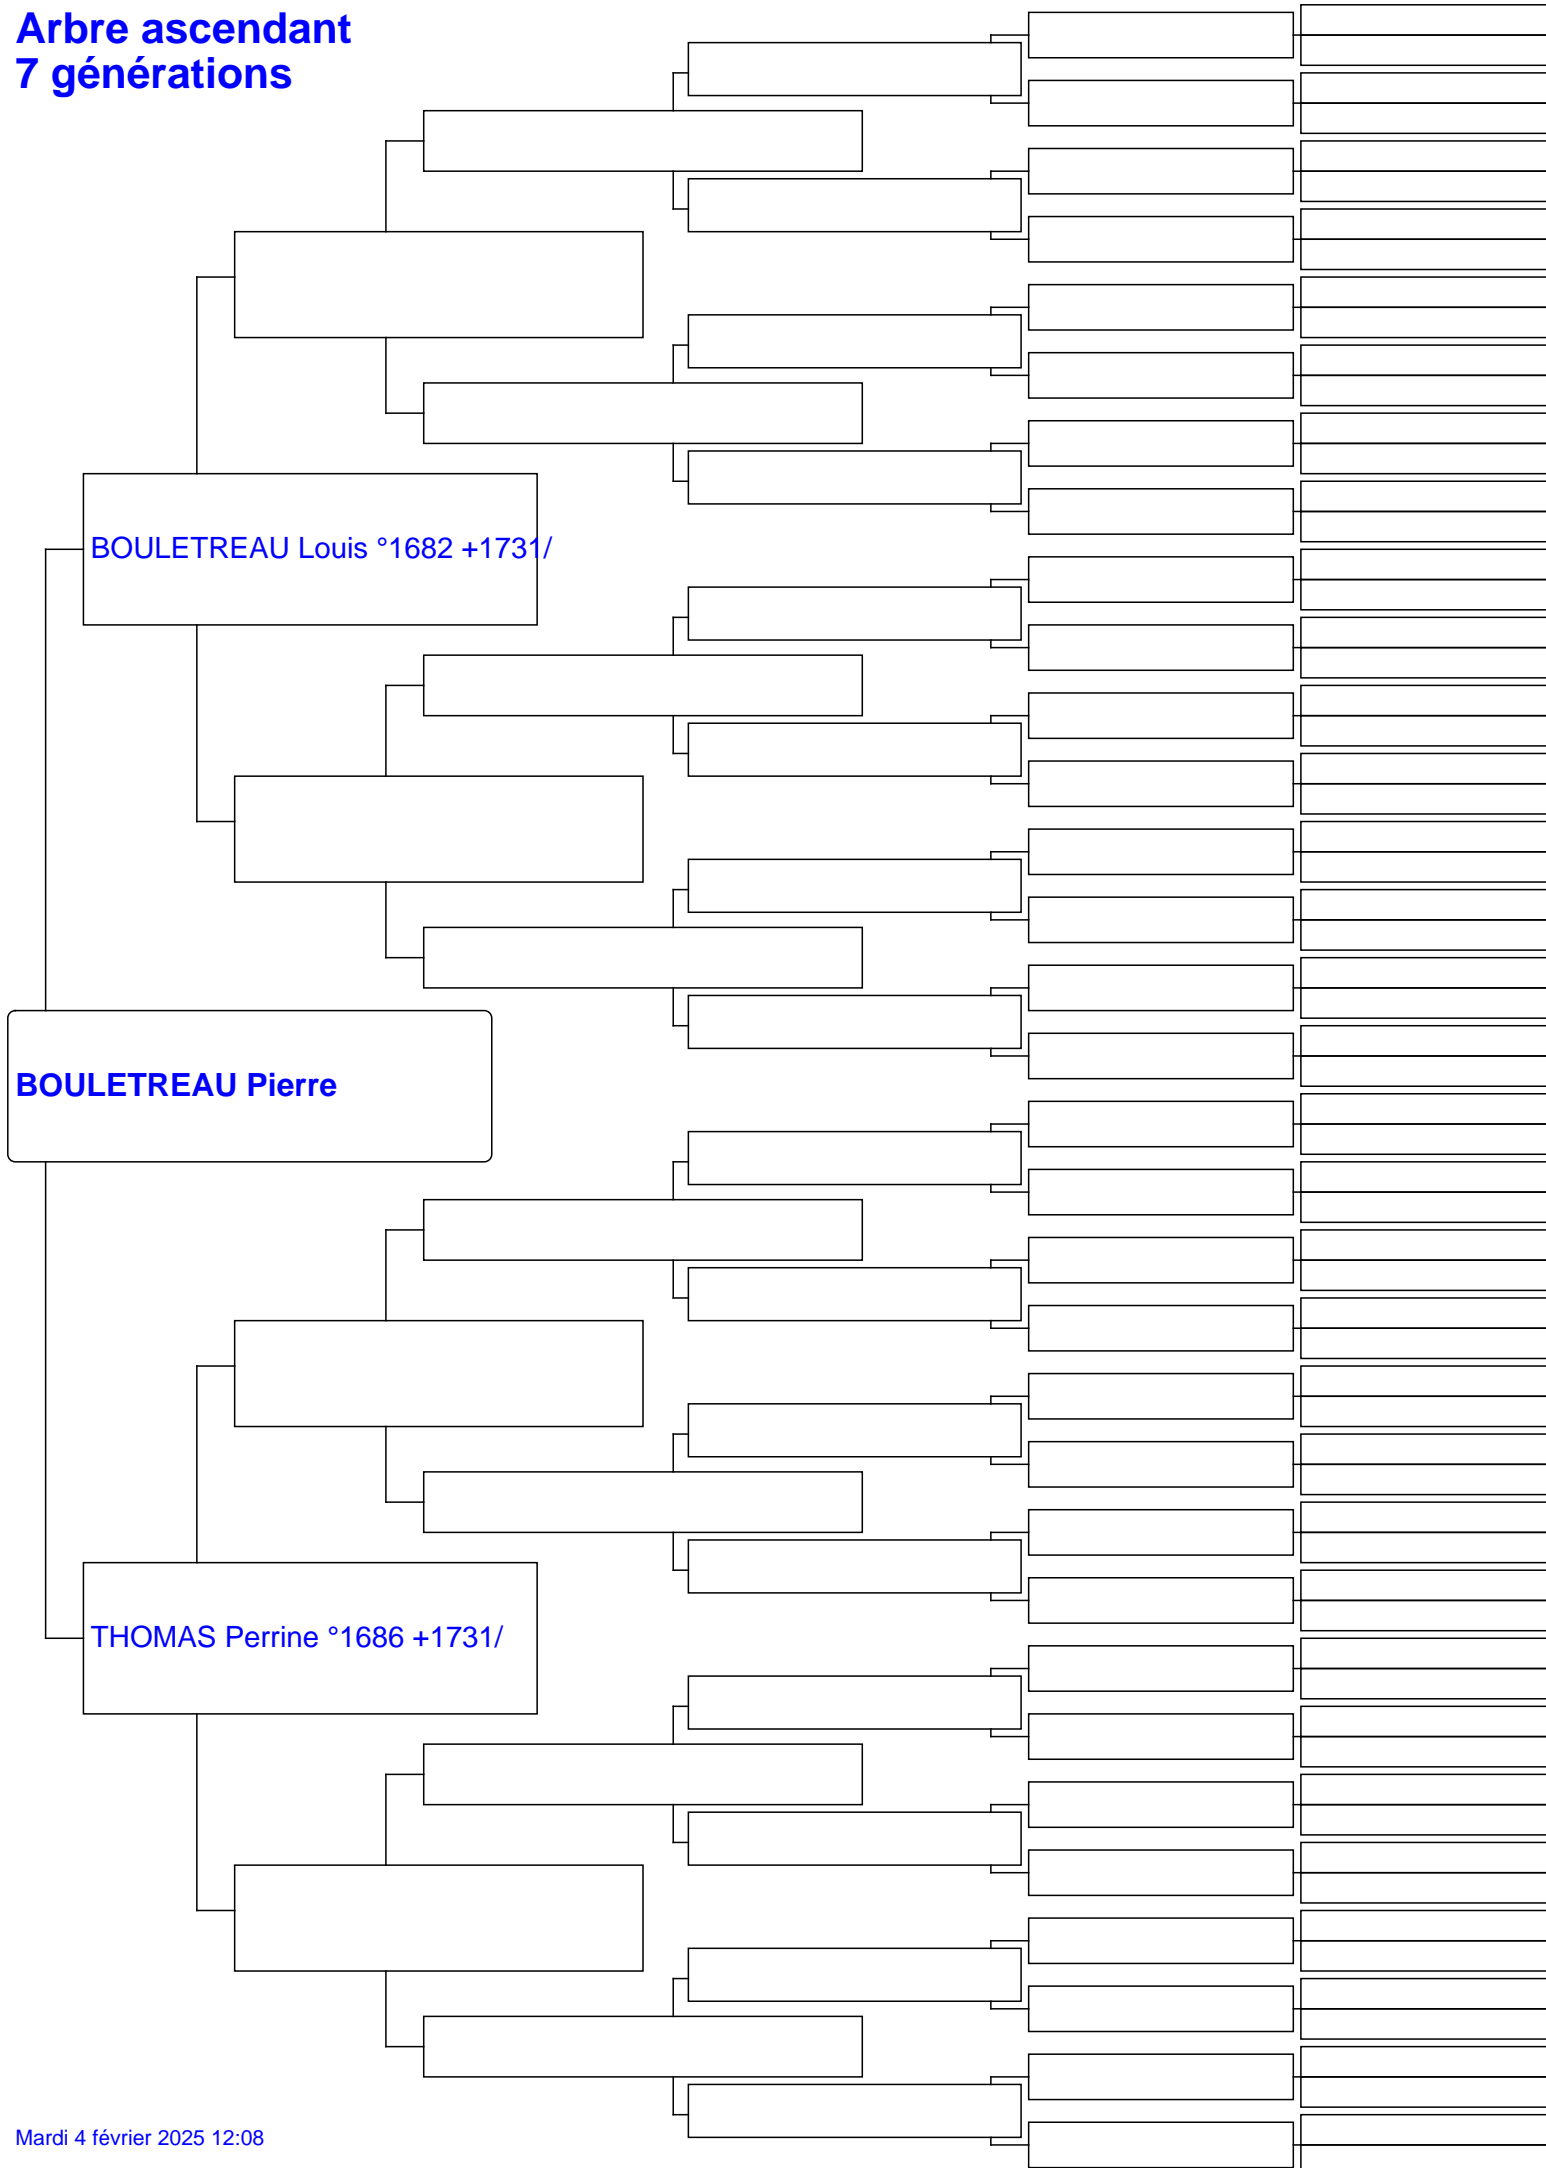 Arbre ascendant
7 générations
BOULETREAU Louis °1682 +1731/
BOULETREAU Pierre
THOMAS Perrine °1686 +1731/
Mardi 4 février 2025 12:08